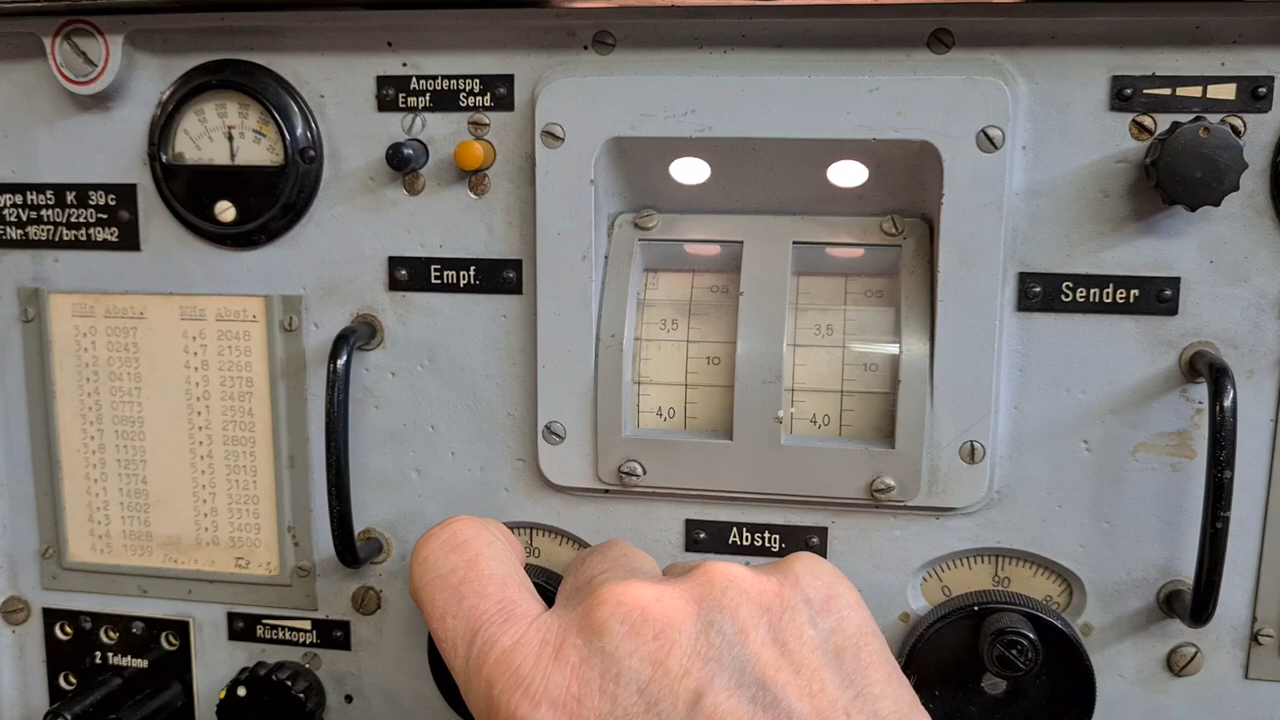 Anodenspg.
Empf. Send.
ype Ha5 K 39c
12V=110/220~
F.Nr.1697/brd 1942
Empf.
Sender
MHz Abst. MHz Abst.
3,0 0097 4,6 2048
3,1 0243 4,7 2158
3,2 0383 4,8 2268
3,3 0418 4,9 2378
3,4 0547 5,0 2487
3,5 0773 5,1 2594
3,6 0899 5,2 2702
3,7 1020 5,3 2809
3,8 1139 5,4 2915
3,9 1257 5,5 3019
4,0 1374 5,6 3121
4,1 1489 5,7 3220
4,2 1602 5,8 3316
4,3 1716 5,9 3409
4,4 1828 6,0 3500
4,5 1939
05 05
3,5 3,5
10 10
4,0 4,0
Abstg.
90
0 90 80
Rückkoppl.
2 Telefone